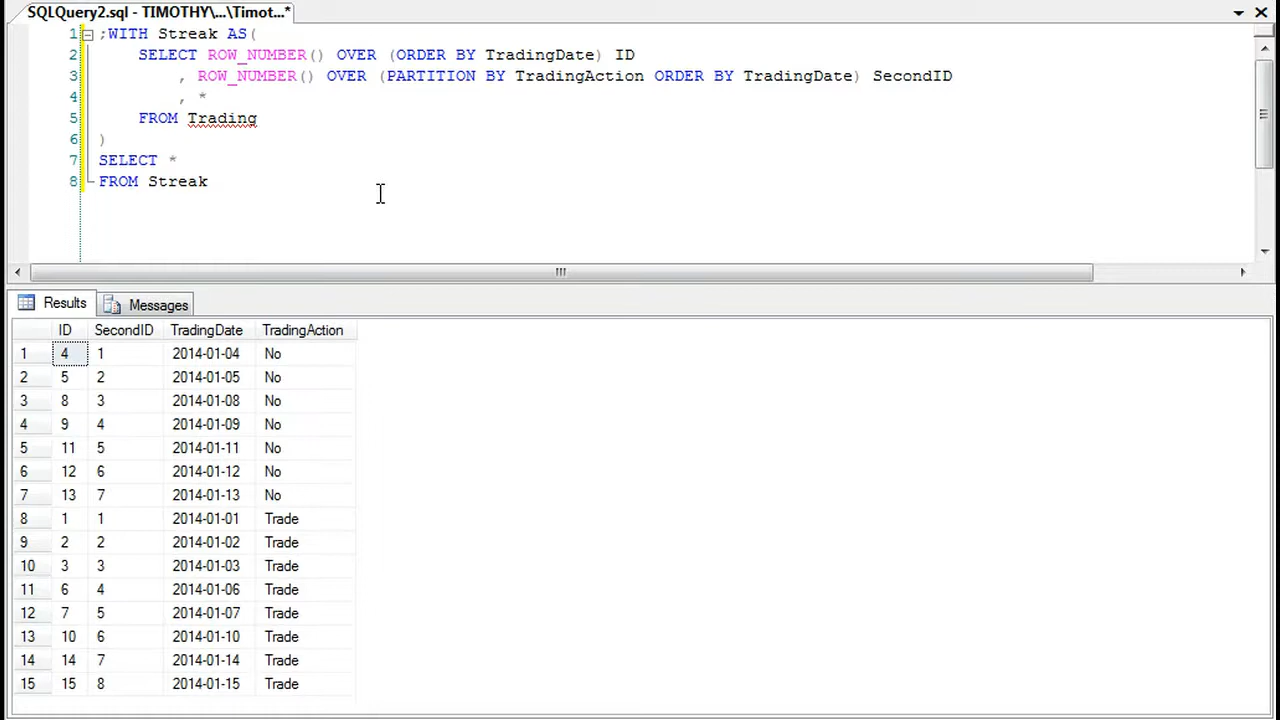 SQLQuery2.sql - TIMOTHY\...\Timot...*
1 ;WITH Streak AS(
2 SELECT ROW_NUMBER() OVER (ORDER BY TradingDate) ID
3 , ROW_NUMBER() OVER (PARTITION BY TradingAction ORDER BY TradingDate) SecondID
4 , *
5 FROM Trading
6 )
7 SELECT *
8 FROM Streak
Results Messages
ID SecondID TradingDate TradingAction
1 4 1 2014-01-04 No
2 5 2 2014-01-05 No
3 8 3 2014-01-08 No
4 9 4 2014-01-09 No
5 11 5 2014-01-11 No
6 12 6 2014-01-12 No
7 13 7 2014-01-13 No
8 1 1 2014-01-01 Trade
9 2 2 2014-01-02 Trade
10 3 3 2014-01-03 Trade
11 6 4 2014-01-06 Trade
12 7 5 2014-01-07 Trade
13 10 6 2014-01-10 Trade
14 14 7 2014-01-14 Trade
15 15 8 2014-01-15 Trade